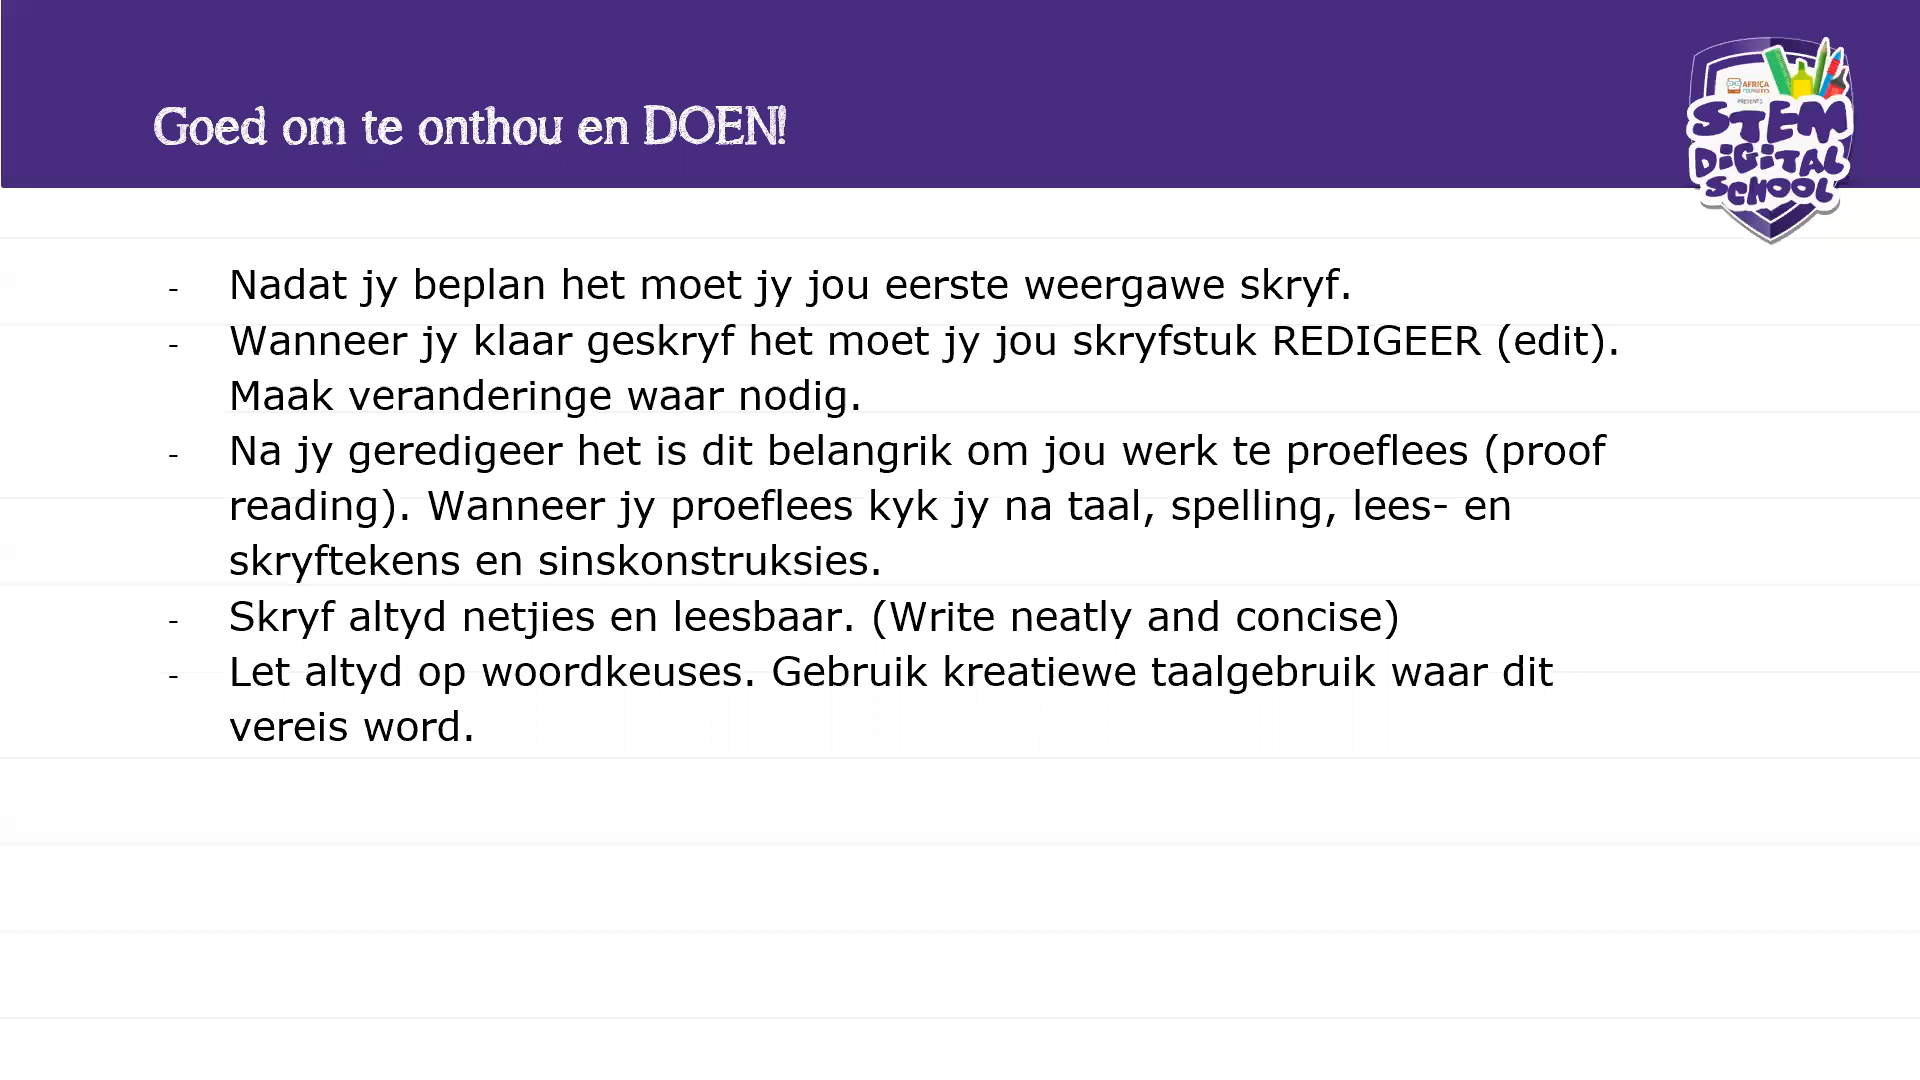 Goed om te onthou en DOEN!
AFRICA
TEEN GEEKS
PRESENTS
STEM
DIGITAL
SCHOOL
- Nadat jy beplan het moet jy jou eerste weergawe skryf.
- Wanneer jy klaar geskryf het moet jy jou skryfstuk REDIGEER (edit).
Maak veranderinge waar nodig.
- Na jy geredigeer het is dit belangrik om jou werk te proeflees (proof
reading). Wanneer jy proeflees kyk jy na taal, spelling, lees- en
skryftekens en sinskonstruksies.
- Skryf altyd netjies en leesbaar. (Write neatly and concise)
- Let altyd op woordkeuses. Gebruik kreatiewe taalgebruik waar dit
vereis word.